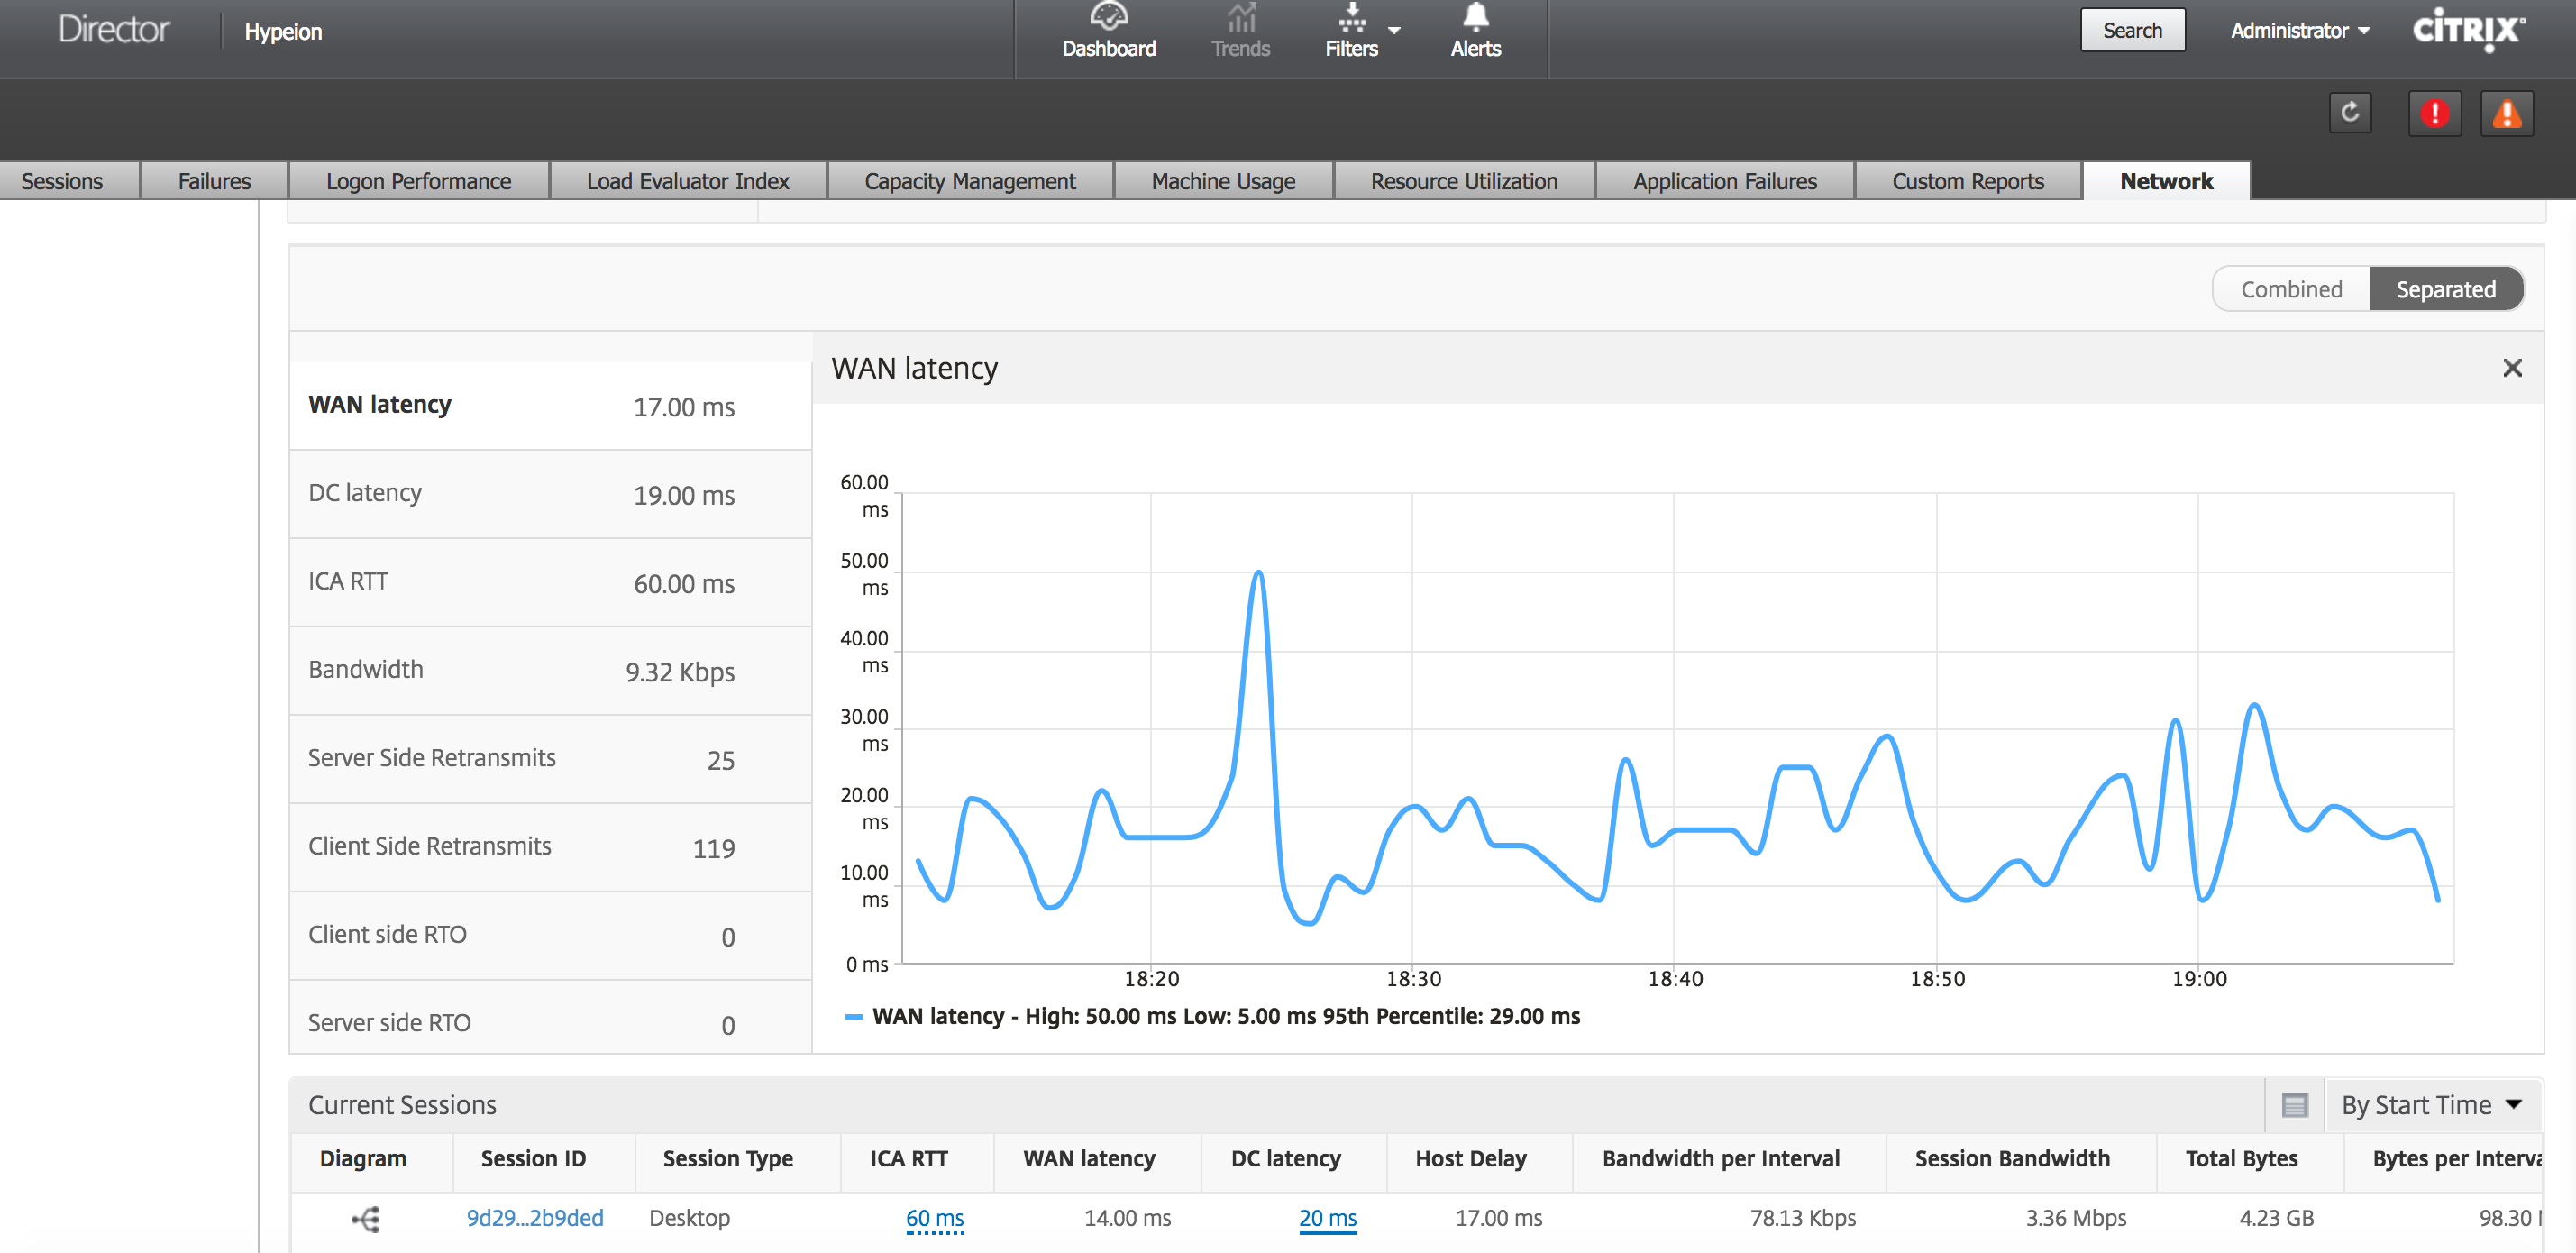 Director
Hypeion
Dashboard
Trends
Filters
Alerts
Search
Administrator
CITRIX
Sessions
Failures
Logon Performance
Load Evaluator Index
Capacity Management
Machine Usage
Resource Utilization
Application Failures
Custom Reports
Network
Combined
Separated
WAN latency 17.00 ms
DC latency 19.00 ms
ICA RTT 60.00 ms
Bandwidth 9.32 Kbps
Server Side Retransmits 25
Client Side Retransmits 119
Client side RTO 0
Server side RTO 0
WAN latency
60.00 ms
50.00 ms
40.00 ms
30.00 ms
20.00 ms
10.00 ms
0 ms
18:20 18:30 18:40 18:50 19:00
WAN latency - High: 50.00 ms Low: 5.00 ms 95th Percentile: 29.00 ms
Current Sessions
By Start Time
Diagram Session ID Session Type ICA RTT WAN latency DC latency Host Delay Bandwidth per Interval Session Bandwidth Total Bytes Bytes per Interva
9d29...2b9ded Desktop 60 ms 14.00 ms 20 ms 17.00 ms 78.13 Kbps 3.36 Mbps 4.23 GB 98.30